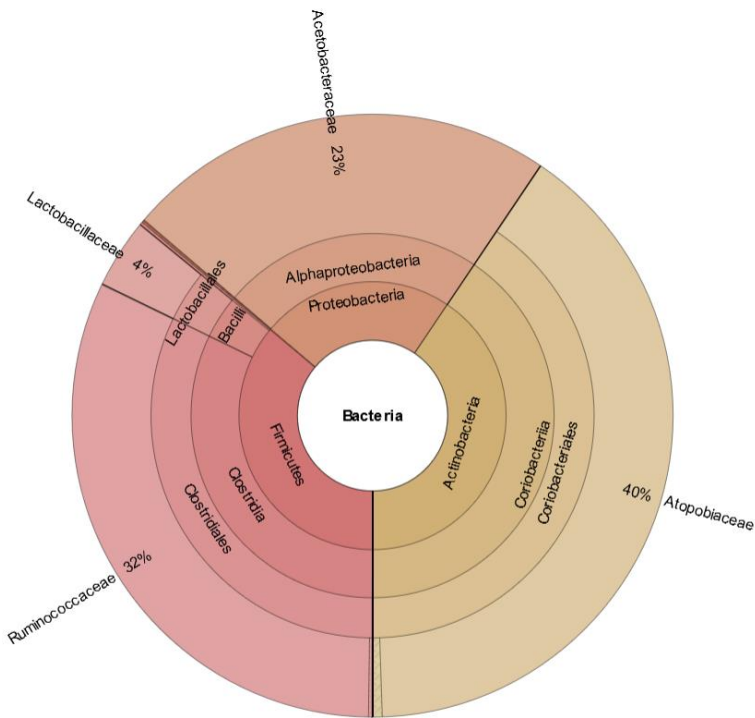 Acetobacteraceae 23%
Lactobacillaceae 4%
Lactobacillales
Bacilli
Alphaproteobacteria
Proteobacteria
Bacteria
Firmicutes
Clostridia
Clostridiales
Ruminococcaceae 32%
Actinobacteria
Coriobacteriia
Coriobacteriales
40% Atopobiaceae